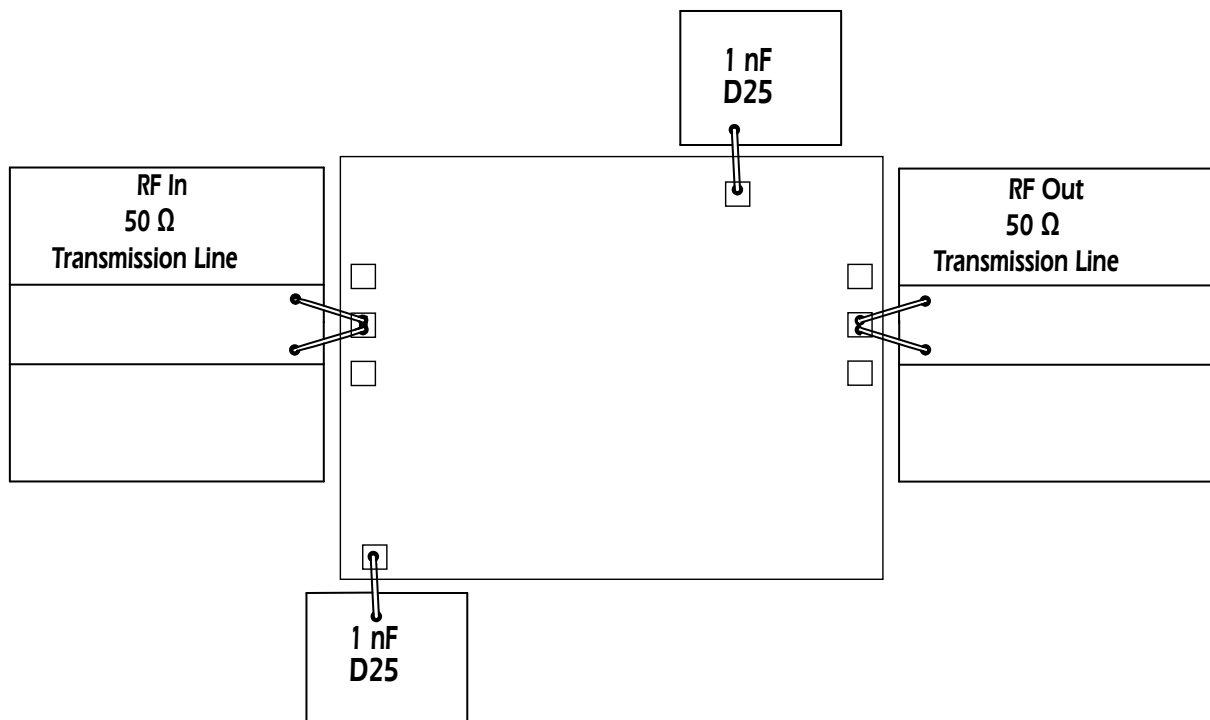 1 nF
D25
RF In
50 Ω
Transmission Line
RF Out
50 Ω
Transmission Line
1 nF
D25